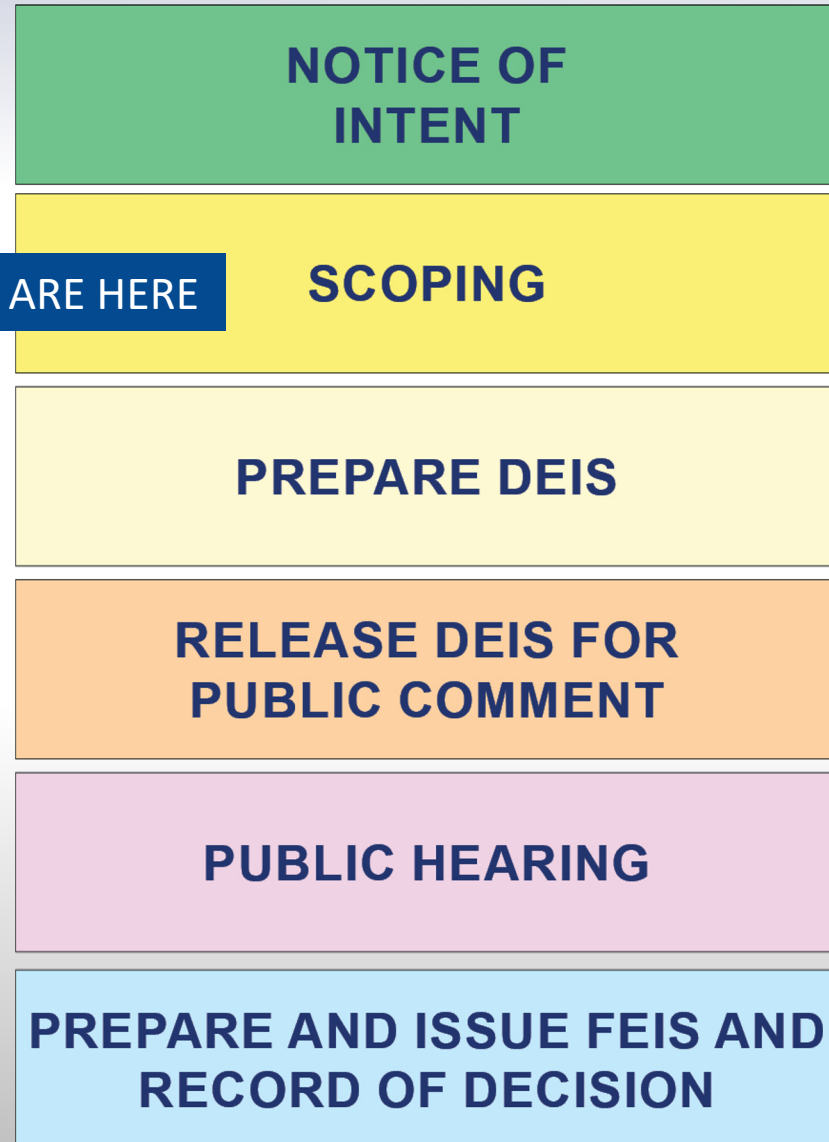 NOTICE OF
INTENT
ARE HERE
SCOPING
PREPARE DEIS
RELEASE DEIS FOR
PUBLIC COMMENT
PUBLIC HEARING
PREPARE AND ISSUE FEIS AND
RECORD OF DECISION